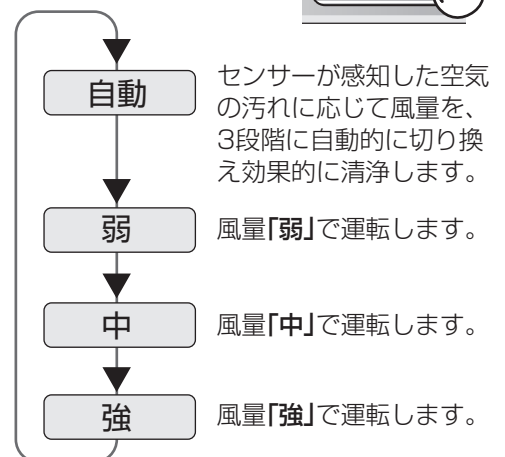 自動
センサーが感知した空気
の汚れに応じて風量を、
3段階に自動的に切り換
え効果的に清浄します。
弱
風量「弱」で運転します。
中
風量「中」で運転します。
強
風量「強」で運転します。